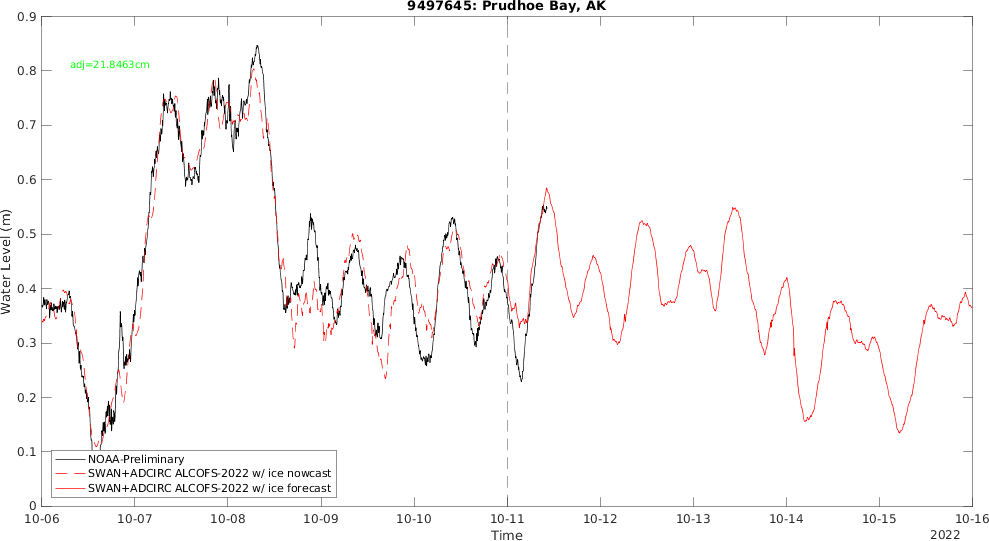 9497645: Prudhoe Bay, AK
0.9
0.8
0.7
0.6
0.5
0.4
0.3
0.2
0.1
0
Water Level (m)
adj=21.8463cm
NOAA-Preliminary
SWAN+ADCIRC ALCOFS-2022 w/ ice nowcast
SWAN+ADCIRC ALCOFS-2022 w/ ice forecast
10-06 10-07 10-08 10-09 10-10 10-11 10-12 10-13 10-14 10-15 10-16
Time
2022